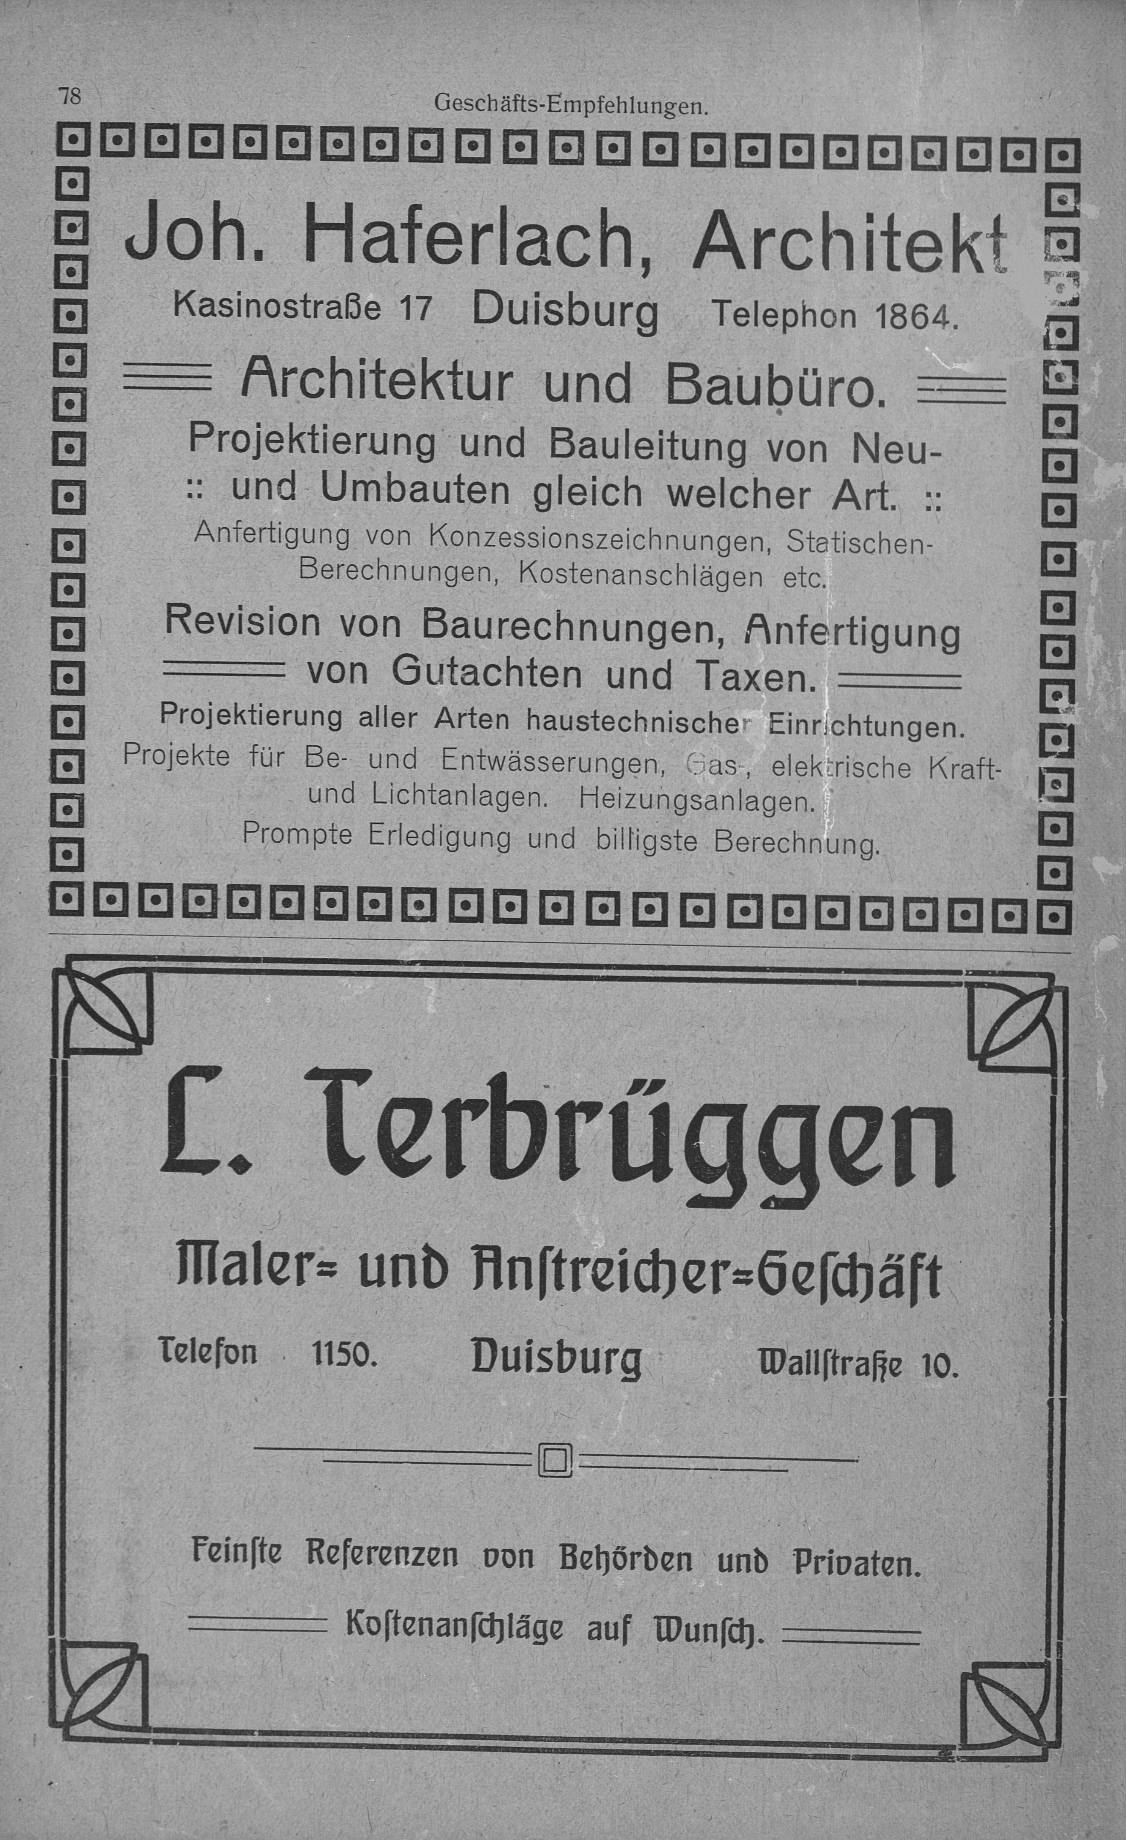 78
Geschäfts-Empfehlungen.
Joh. Haferlach, Architekt
Kasinostraße 17 Duisburg Telephon 1864.
Architektur und Baubüro.
Projektierung und Bauleitung von Neu-
:: und Umbauten gleich welcher Art. ::
Anfertigung von Konzessionszeichnungen, Statischen-
Berechnungen, Kostenanschlägen etc.
Revision von Baurechnungen, Anfertigung
von Gutachten und Taxen.
Projektierung aller Arten haustechnischer Einrichtungen.
Projekte für Be- und Entwässerungen, Gas-, elektrische Kraft-
und Lichtanlagen. Heizungsanlagen.
Prompte Erledigung und billigste Berechnung.
L. Terbrüggen
Maler= und Anſtreicher=Geſchäft
Telefon 1150. Duisburg Wallſtraße 10.
Feinſte Referenzen von Behörden und Privaten.
Koſtenanſchläge auf Wunſch.